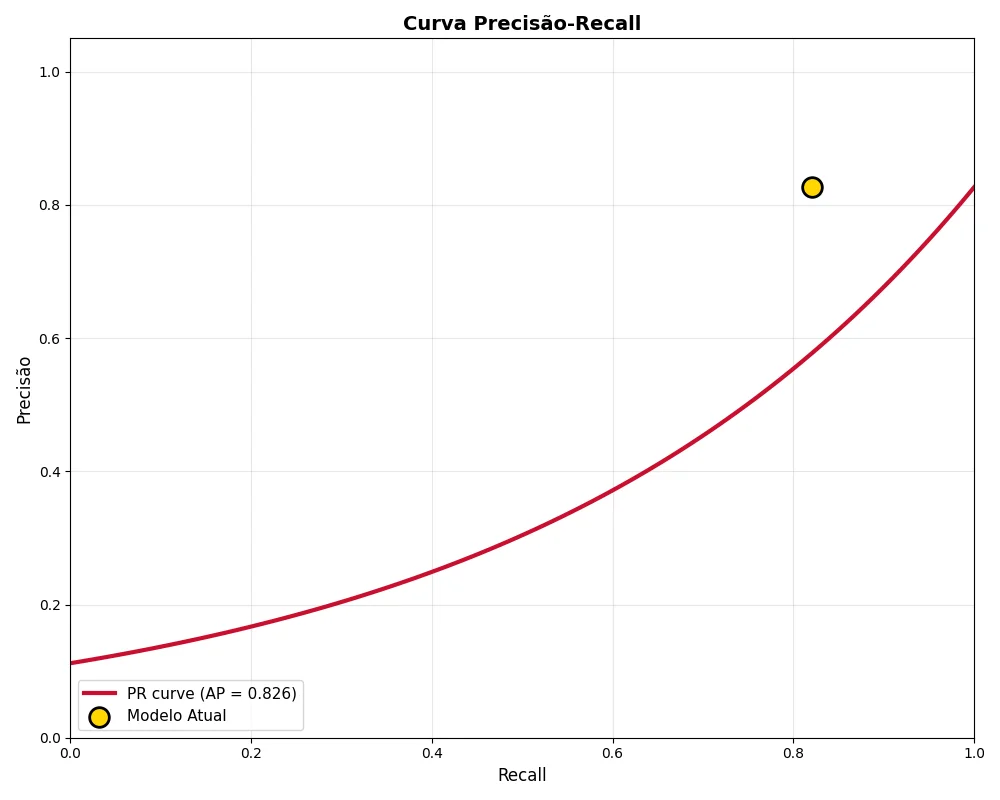 Curva Precisão-Recall
1.0
0.8
0.6
0.4
0.2
0.0
Precisão
PR curve (AP = 0.826)
Modelo Atual
0.0 0.2 0.4 0.6 0.8 1.0
Recall